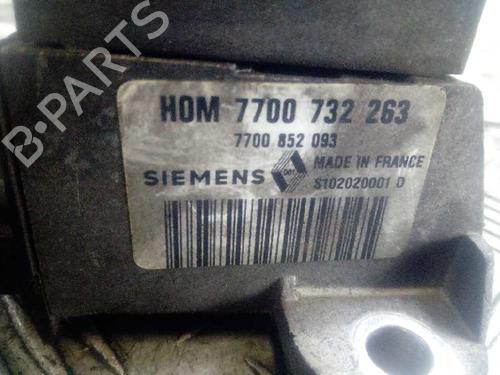 HOM 7700 732 263
7700 852 093
SIEMENS MADE IN FRANCE
S102020001 D
B-PARTS